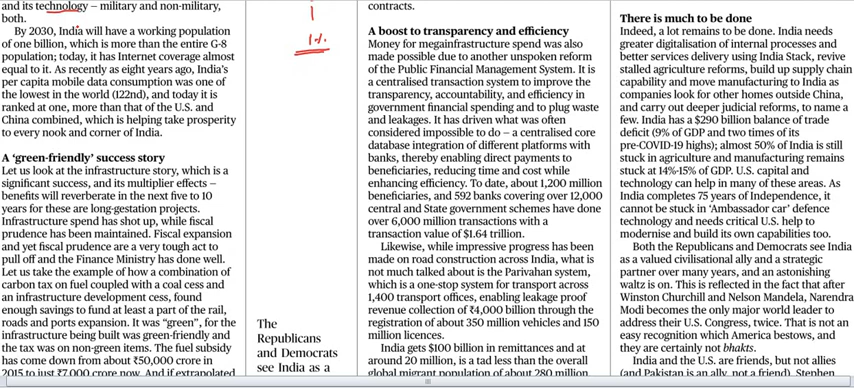 and its technology – military and non-military,
both.
By 2030, India will have a working population
of one billion, which is more than the entire G-8
population; today, it has Internet coverage almost
equal to it. As recently as eight years ago, India's
per capita mobile data consumption was one of
the lowest in the world (122nd), and today it is
ranked at one, more than that of the U.S. and
China combined, which is helping take prosperity
to every nook and corner of India.
A 'green-friendly' success story
Let us look at the infrastructure story, which is a
significant success, and its multiplier effects –
benefits will reverberate in the next five to 10
years for these are long-gestation projects.
Infrastructure spend has shot up, while fiscal
prudence has been maintained. Fiscal expansion
and yet fiscal prudence are a very tough act to
pull off and the Finance Ministry has done well.
Let us take the example of how a combination of
carbon tax on fuel coupled with a coal cess and
an infrastructure development cess, found
enough savings to fund at least a part of the rail,
roads and ports expansion. It was "green", for the
infrastructure being built was green-friendly and
the tax was on non-green items. The fuel subsidy
has come down from about ₹50,000 crore in
2015 to just ₹7,000 crore now. And if extrapolated
1%
The
Republicans
and Democrats
see India as a
contracts.
A boost to transparency and efficiency
Money for megainfrastructure spend was also
made possible due to another unspoken reform
of the Public Financial Management System. It is
a centralised transaction system to improve the
transparency, accountability, and efficiency in
government financial spending and to plug waste
and leakages. It has driven what was often
considered impossible to do – a centralised core
database integration of different platforms with
banks, thereby enabling direct payments to
beneficiaries, reducing time and cost while
enhancing efficiency. To date, about 1,200 million
beneficiaries, and 592 banks covering over 12,000
central and State government schemes have done
over 6,000 million transactions with a
transaction value of $1.64 trillion.
Likewise, while impressive progress has been
made on road construction across India, what is
not much talked about is the Parivahan system,
which is a one-stop system for transport across
1,400 transport offices, enabling leakage proof
revenue collection of ₹4,000 billion through the
registration of about 350 million vehicles and 150
million licences.
India gets $100 billion in remittances and at
around 20 million, is a tad less than the overall
global migrant population of about 280 million
There is much to be done
Indeed, a lot remains to be done. India needs
greater digitalisation of internal processes and
better services delivery using India Stack, revive
stalled agriculture reforms, build up supply chain
capability and move manufacturing to India as
companies look for other homes outside China,
and carry out deeper judicial reforms, to name a
few. India has a $290 billion balance of trade
deficit (9% of GDP and two times of its
pre-COVID-19 highs); almost 50% of India is still
stuck in agriculture and manufacturing remains
stuck at 14%-15% of GDP. U.S. capital and
technology can help in many of these areas. As
India completes 75 years of Independence, it
cannot be stuck in 'Ambassador car' defence
technology and needs critical U.S. help to
modernise and build its own capabilities too.
Both the Republicans and Democrats see India
as a valued civilisational ally and a strategic
partner over many years, and an astonishing
waltz is on. This is reflected in the fact that after
Winston Churchill and Nelson Mandela, Narendra
Modi becomes the only major world leader to
address their U.S. Congress, twice. That is not an
easy recognition which America bestows, and
they are certainly not bhakts.
India and the U.S. are friends, but not allies
(and Pakistan is an ally, not a friend). Stephen